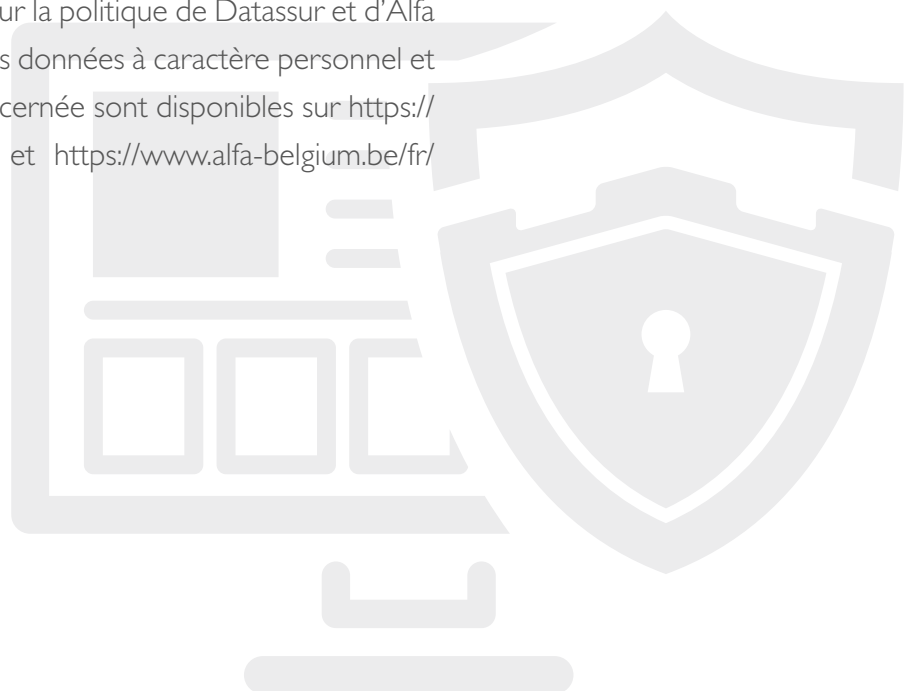 ur la politique de Datassur et d'Alfa
s données à caractère personnel et
cernée sont disponibles sur https://
et https://www.alfa-belgium.be/fr/